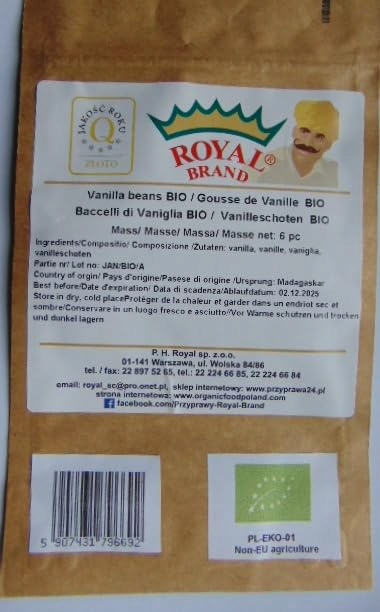 JAKOŚĆ ROKU
Q
ZŁOTO
ROYAL®
BRAND
Vanilla beans BIO / Gousse de Vanille BIO
Baccelli di Vaniglia BIO / Vanilleschoten BIO
Mass/ Masse/ Massa/ Masse net: 6 pc
Ingredients/Compositio/ Composizione /Zutaten: vanilla, vanille, vaniglia,
vanilleschoten
Partie nr/ Lot no: JAN/BIO/A
Country of orgin/ Pays d'origine/Pasese di origine /Ursprung: Madagaskar
Best before/Date d'expiration/ Data di scadenza/Ablaufdatum: 02.12.2025
Store in dry, cold placeProtéger de la chaleur et garder dans un endriot sec et
sombre/Conservare in un luogo fresco e asciutto/Vor Warme schutzen und trocken
und dunkel lagern
P. H. Royal sp. z.o.o.
01-141 Warszawa, ul. Wolska 84/86
tel. / fax: 22 897 52 65, tel.: 22 224 66 85, 22 224 66 84
email: royal_sc@pro.onet.pl, sklep internetowy: www.przyprawa24.pl
strona internetowa: www.organicfoodpoland.com
facebook.com/Przyprawy-Royal-Brand
5 907431 796692
PL-EKO-01
Non-EU agriculture